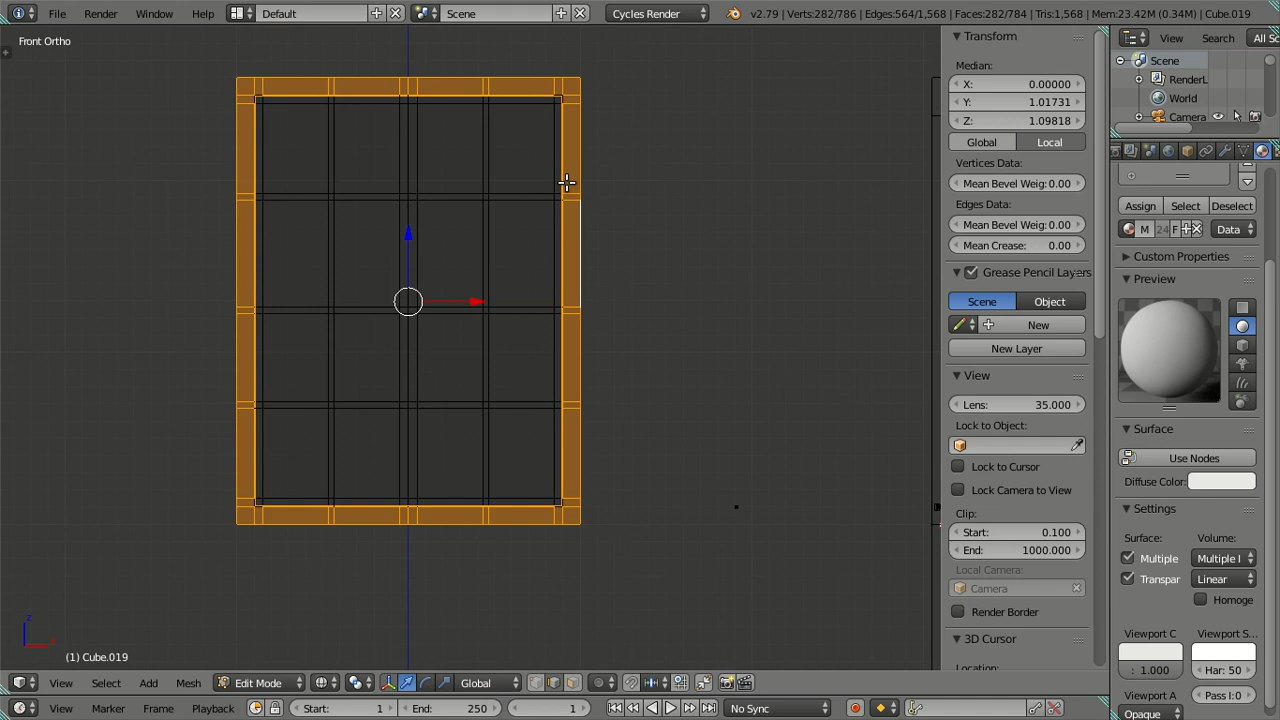 File Render Window Help Default Scene Cycles Render v2.79 | Verts:282/786 | Edges:564/1,568 | Faces:282/784 | Tris:1,568 | Mem:23.42M (0.34M) | Cube.019
Front Ortho
Transform
Median:
X: 0.00000
Y: 1.01731
Z: 1.09818
Global Local
Vertices Data:
Mean Bevel Weig: 0.00
Edges Data:
Mean Bevel Weig: 0.00
Mean Crease: 0.00
Grease Pencil Layers
Scene Object
New
New Layer
View
Lens: 35.000
Lock to Object:
Lock to Cursor
Lock Camera to View
Clip:
Start: 0.100
End: 1000.000
Local Camera:
Camera
Render Border
3D Cursor
Location:
View Search All Sc
Scene
RenderL
World
Camera
Assign Select Deselect
M 24 F Data
Custom Properties
Preview
Surface
Use Nodes
Diffuse Color:
Settings
Surface: Volume:
Multiple Multiple I
Transpar Linear
Homoge
Viewport C Viewport S...
: 1.000 Har: 50
Viewport A Pass I:0
Opaque
z
x
(1) Cube.019
View Select Add Mesh Edit Mode Global
View Marker Frame Playback Start: 1 End: 250 1 No Sync